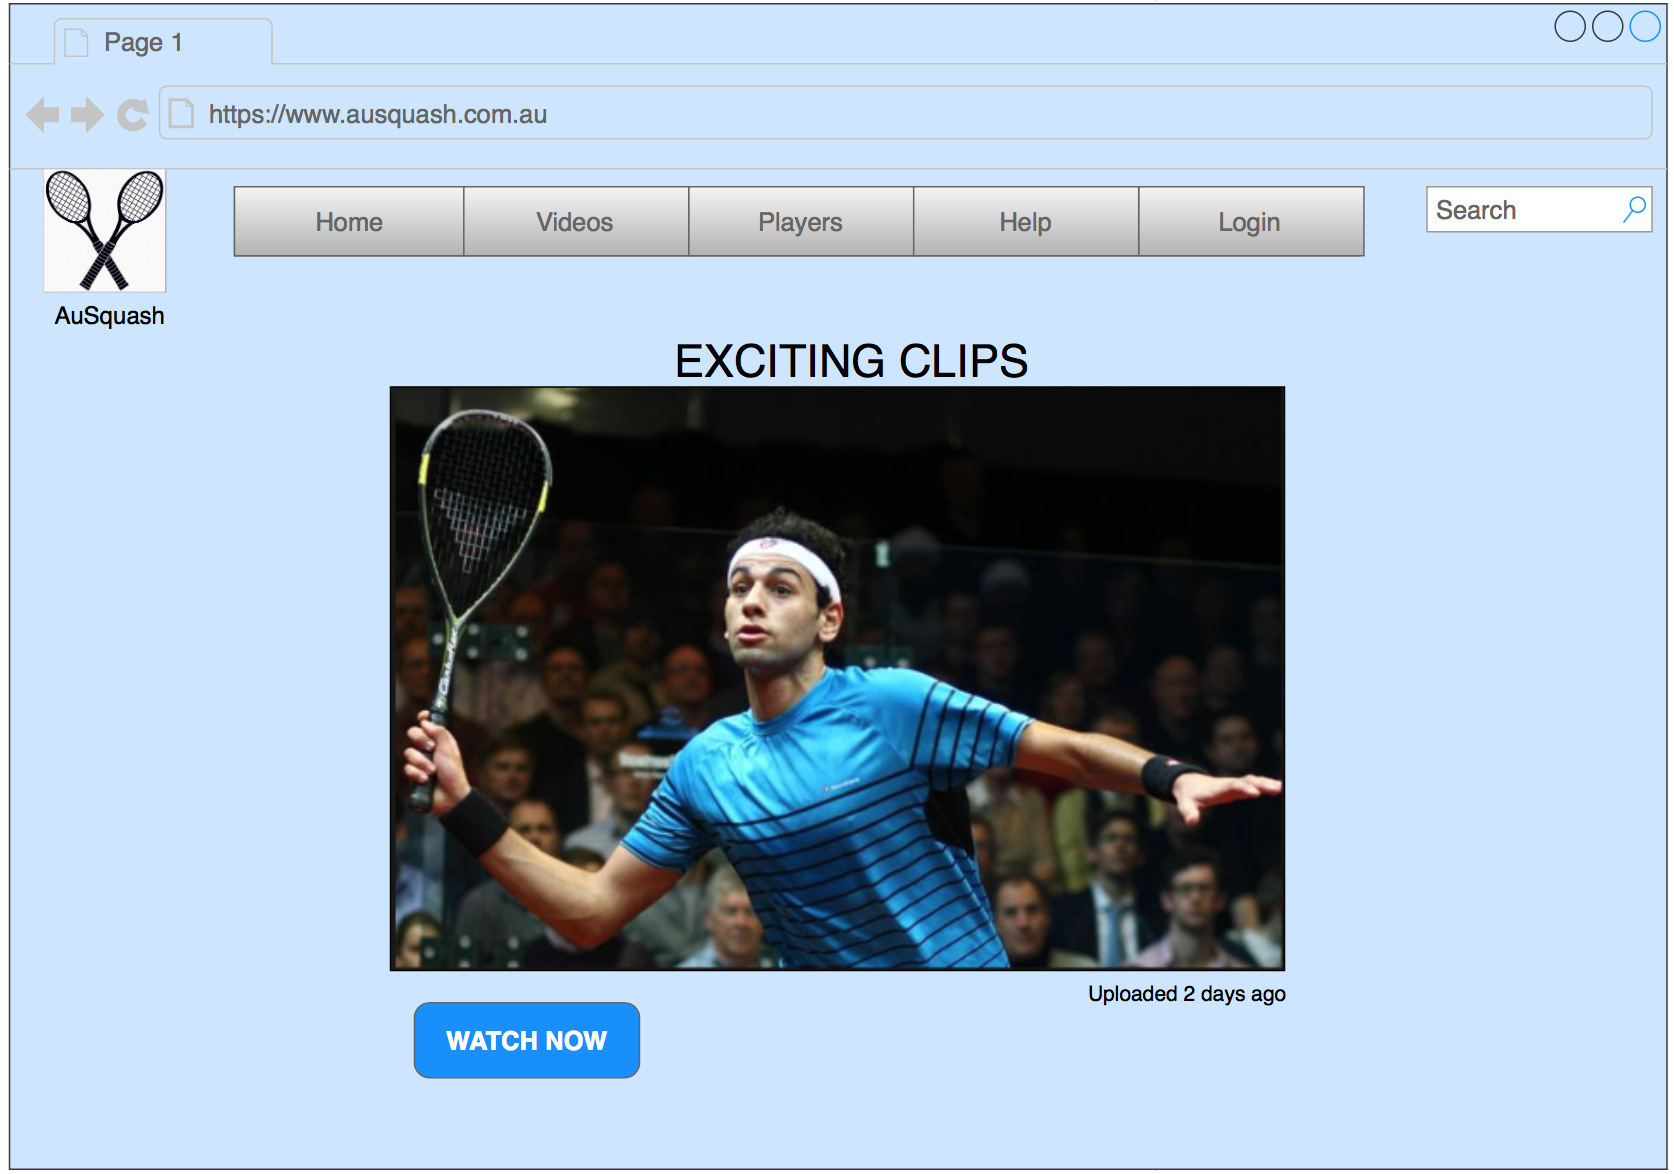 Page 1
https://www.ausquash.com.au
Home Videos Players Help Login
Search
AuSquash
EXCITING CLIPS
Uploaded 2 days ago
WATCH NOW